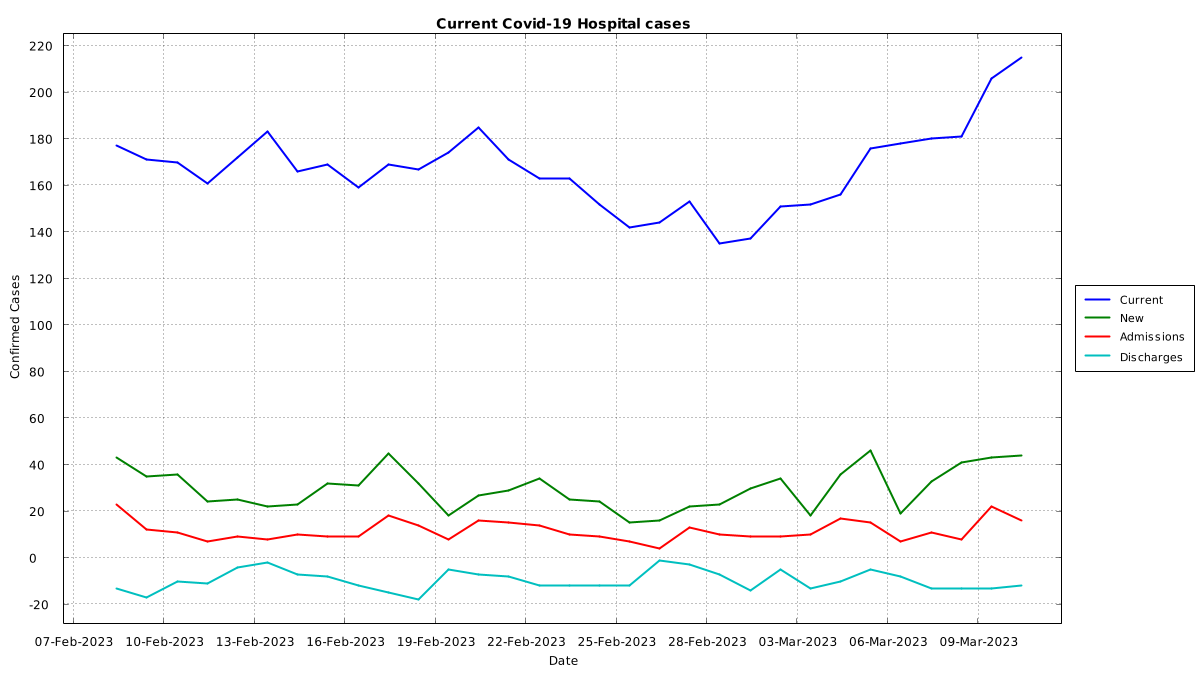 Current Covid-19 Hospital cases
220
200
180
160
140
120
100
80
60
40
20
0
-20
Confirmed Cases
07-Feb-2023 10-Feb-2023 13-Feb-2023 16-Feb-2023 19-Feb-2023 22-Feb-2023 25-Feb-2023 28-Feb-2023 03-Mar-2023 06-Mar-2023 09-Mar-2023
Date
Current
New
Admissions
Discharges